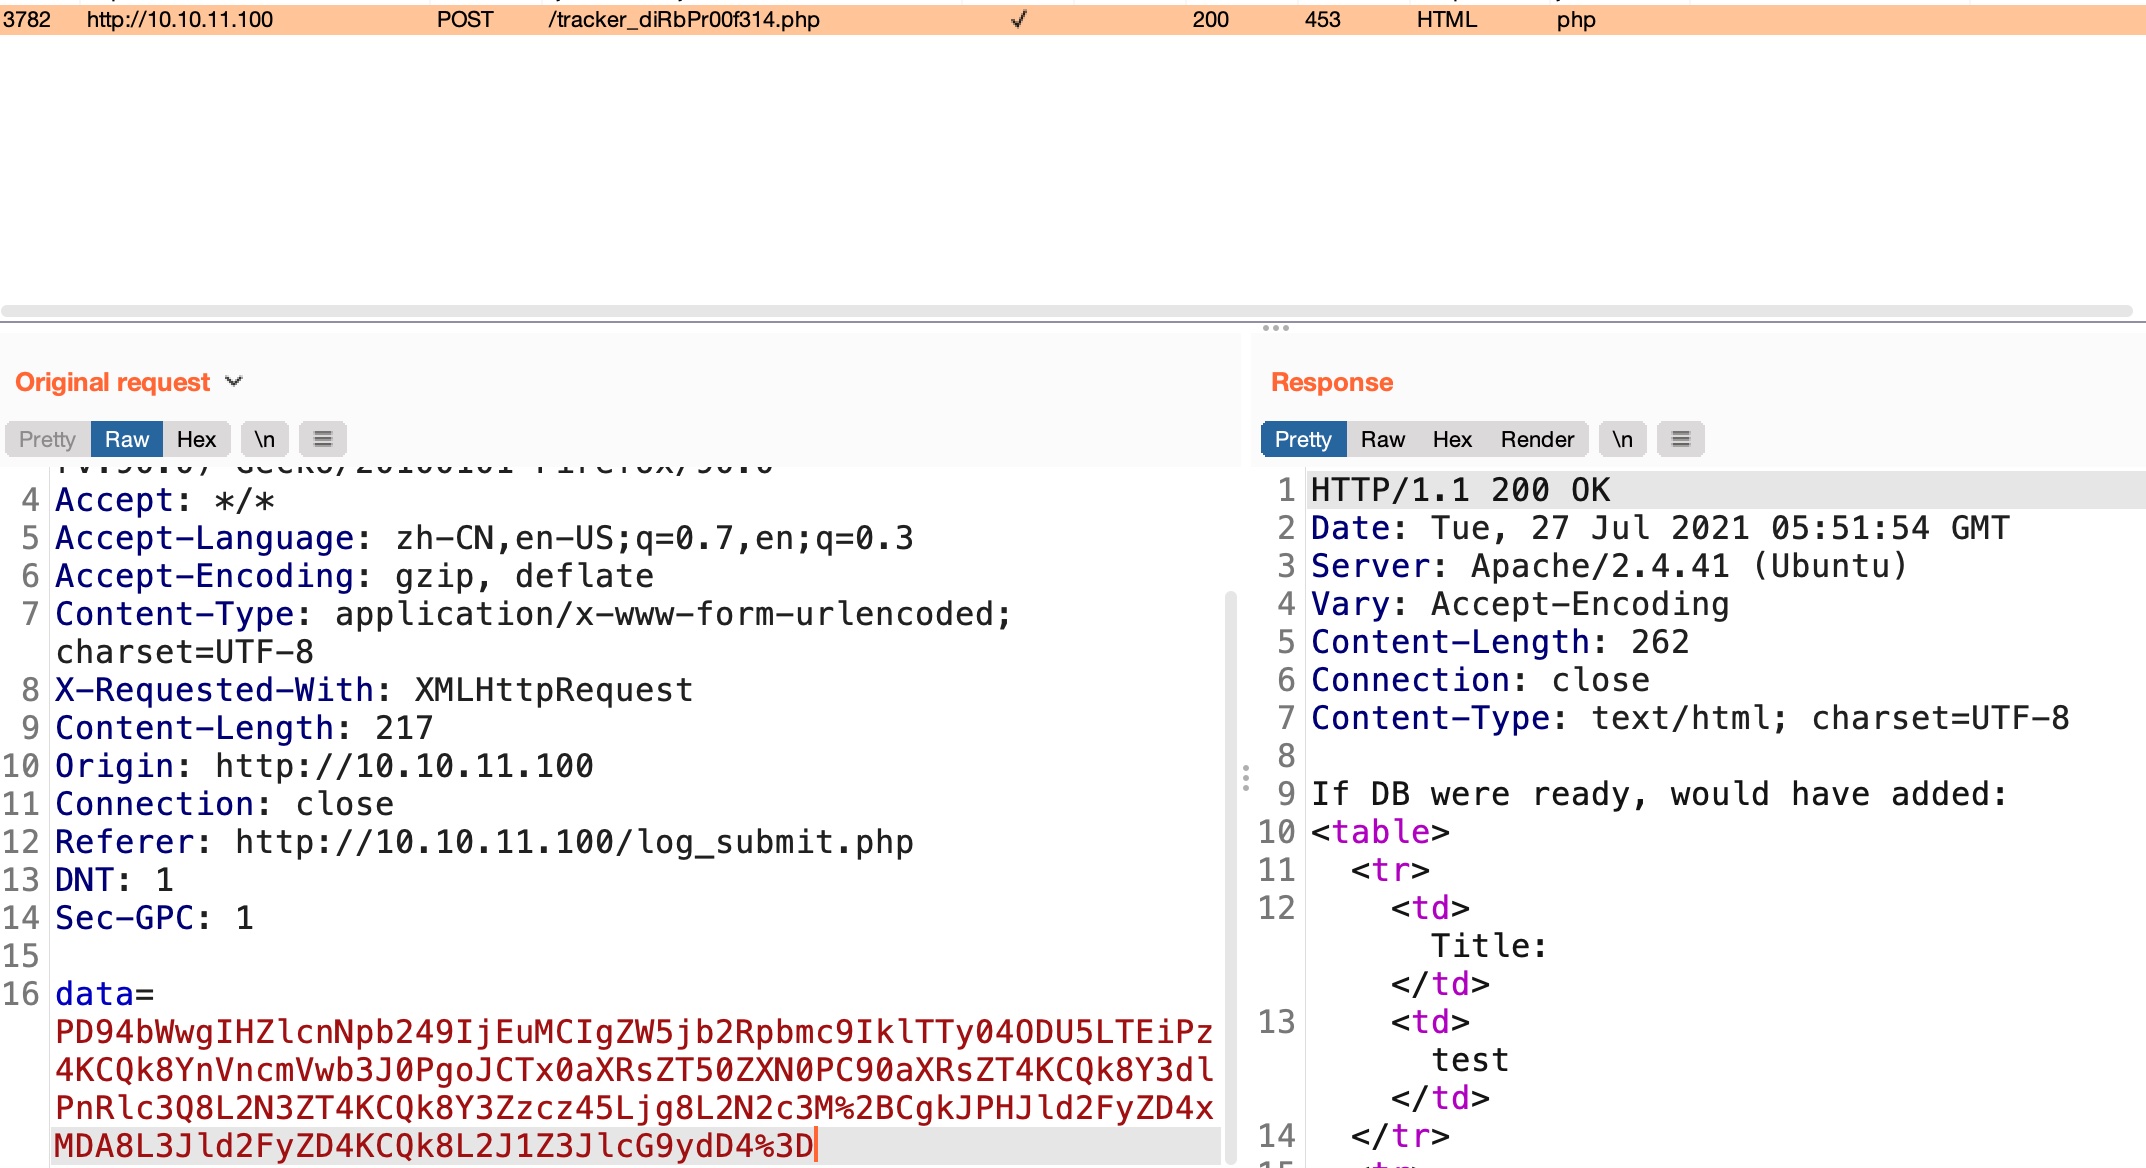 3782 http://10.10.11.100 POST /tracker_diRbPr00f314.php ✓ 200 453 HTML php
Original request
Pretty Raw Hex \n
4 Accept: */*
5 Accept-Language: zh-CN,en-US;q=0.7,en;q=0.3
6 Accept-Encoding: gzip, deflate
7 Content-Type: application/x-www-form-urlencoded;
charset=UTF-8
8 X-Requested-With: XMLHttpRequest
9 Content-Length: 217
10 Origin: http://10.10.11.100
11 Connection: close
12 Referer: http://10.10.11.100/log_submit.php
13 DNT: 1
14 Sec-GPC: 1
15
16 data=
PD94bWwgIHZlcnNpb249IjEuMCIgZW5jb2Rpbmc9IklTTy04ODU5LTEiPz
4KCQk8YnVncmVwb3J0PgoJCTx0aXRsZT50ZXN0PC90aXRsZT4KCQk8Y3dl
PnRlc3Q8L2N3ZT4KCQk8Y3Zzcz45Ljg8L2N2c3M%2BCgkJPHJld2FyZD4x
MDA8L3Jld2FyZD4KCQk8L2J1Z3JlcG9ydD4%3D
Response
Pretty Raw Hex Render \n
1 HTTP/1.1 200 OK
2 Date: Tue, 27 Jul 2021 05:51:54 GMT
3 Server: Apache/2.4.41 (Ubuntu)
4 Vary: Accept-Encoding
5 Content-Length: 262
6 Connection: close
7 Content-Type: text/html; charset=UTF-8
8
9 If DB were ready, would have added:
10 <table>
11 <tr>
12 <td>
Title:
</td>
13 <td>
test
</td>
14 </tr>